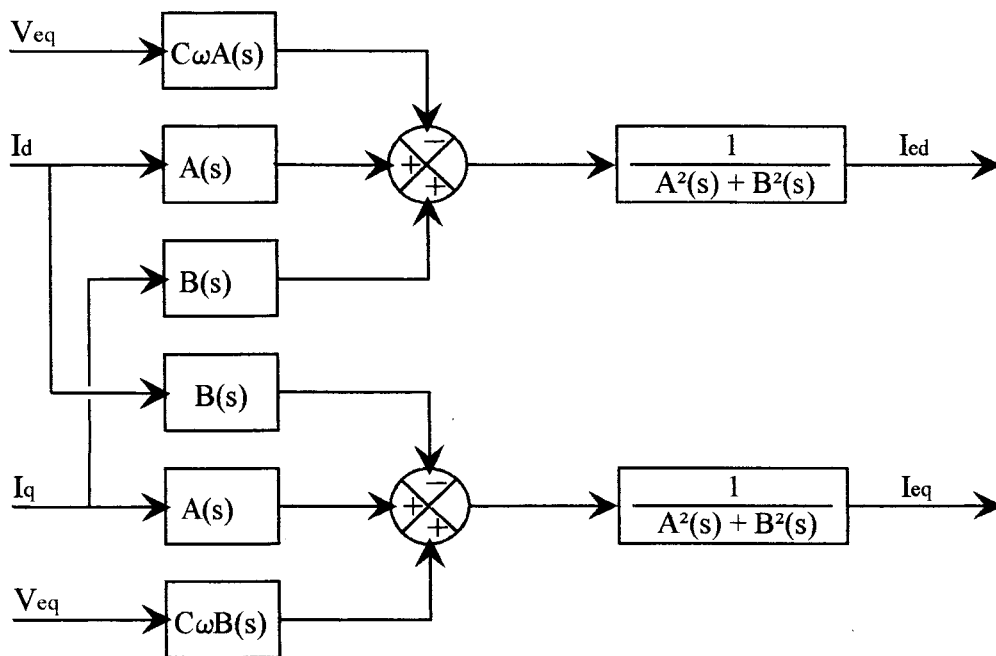 Veq
CωA(s)
−
Id
A(s)
+
+
1
A²(s) + B²(s)
Ied
B(s)
B(s)
−
Iq
A(s)
+
+
1
A²(s) + B²(s)
Ieq
Veq
CωB(s)